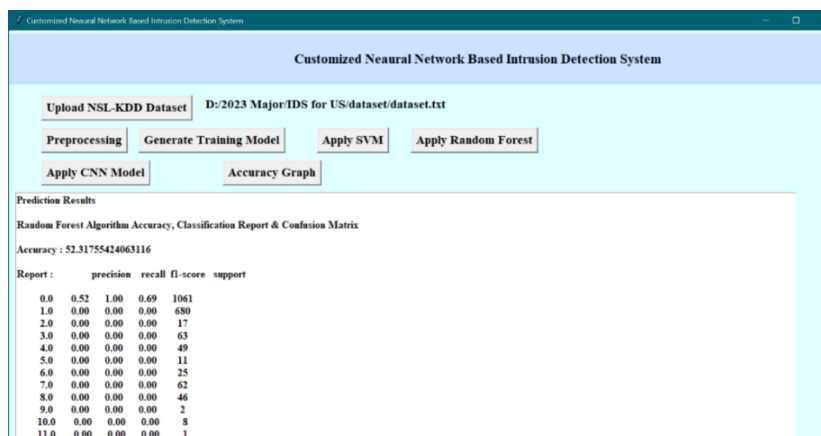 Customized Neaural Network Based Intrusion Detection System
Customized Neaural Network Based Intrusion Detection System
Upload NSL-KDD Dataset D:/2023 Major/IDS for US/dataset/dataset.txt
Preprocessing Generate Training Model Apply SVM Apply Random Forest
Apply CNN Model Accuracy Graph
Prediction Results
Random Forest Algorithm Accuracy, Classification Report & Confusion Matrix
Accuracy : 52.31755424063116
Report : precision recall f1-score support
0.0 0.52 1.00 0.69 1061
1.0 0.00 0.00 0.00 680
2.0 0.00 0.00 0.00 17
3.0 0.00 0.00 0.00 63
4.0 0.00 0.00 0.00 49
5.0 0.00 0.00 0.00 11
6.0 0.00 0.00 0.00 25
7.0 0.00 0.00 0.00 62
8.0 0.00 0.00 0.00 46
9.0 0.00 0.00 0.00 2
10.0 0.00 0.00 0.00 8
11.0 0.00 0.00 0.00 1